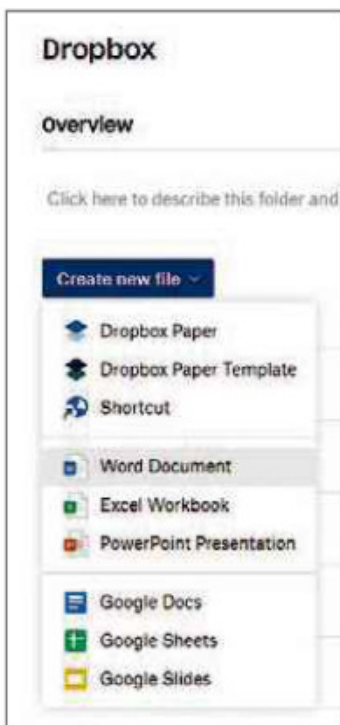 Dropbox
Overview
Click here to describe this folder and
Create new file
Dropbox Paper
Dropbox Paper Template
Shortcut
Word Document
Excel Workbook
PowerPoint Presentation
Google Docs
Google Sheets
Google Slides